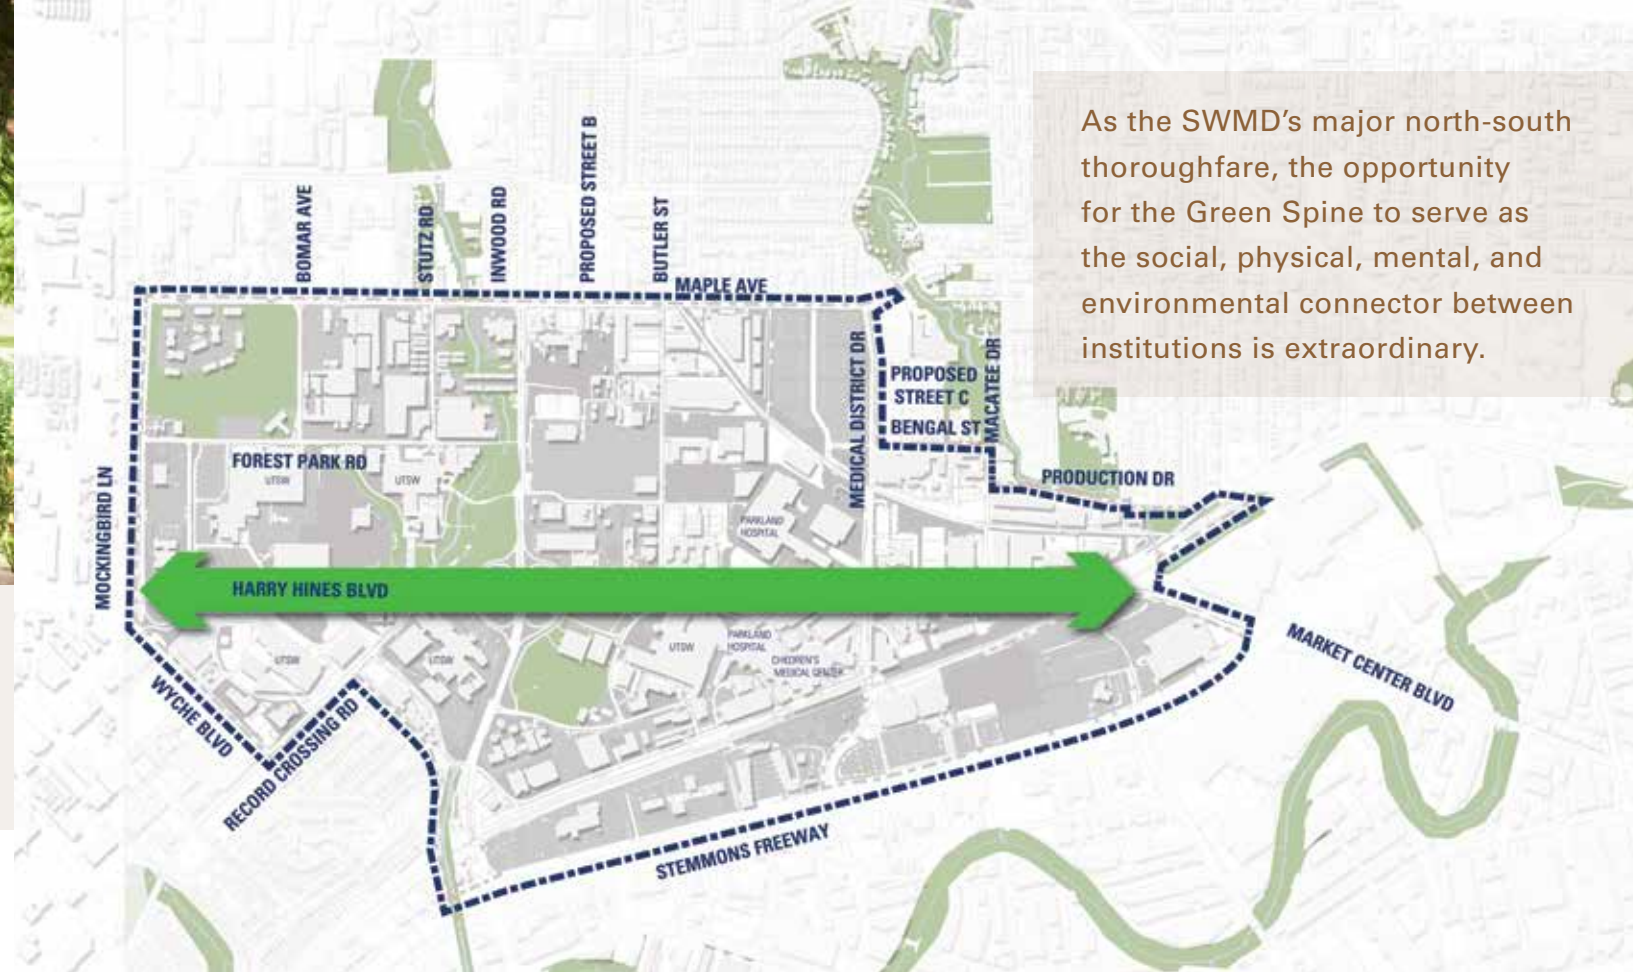 As the SWMD’s major north-south
thoroughfare, the opportunity
for the Green Spine to serve as
the social, physical, mental, and
environmental connector between
institutions is extraordinary.
BOMAR AVE
STUTZ RD
INWOOD RD
PROPOSED STREET B
BUTLER ST
MAPLE AVE
MEDICAL DISTRICT DR
PROPOSED
STREET C
BENGAL ST
MACATEE DR
PRODUCTION DR
MOCKINGBIRD LN
FOREST PARK RD
UTSW
UTSW
PARKLAND
HOSPITAL
HARRY HINES BLVD
UTSW
UTSW
UTSW
PARKLAND
HOSPITAL
CHILDREN'S
MEDICAL CENTER
MARKET CENTER BLVD
WYCHE BLVD
RECORD CROSSING RD
STEMMONS FREEWAY